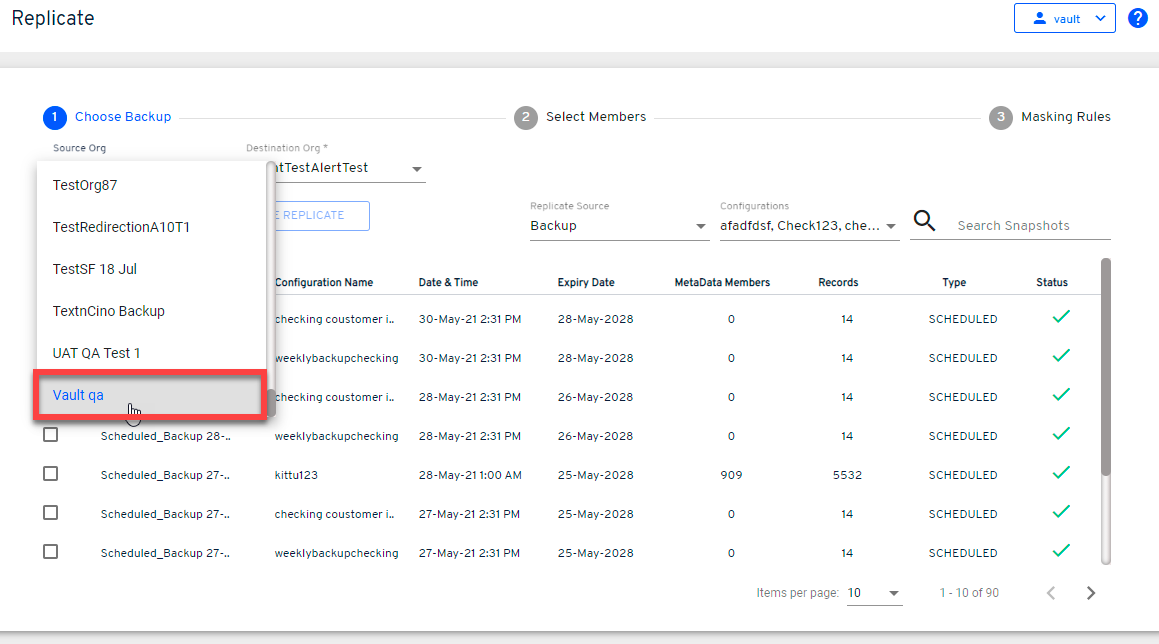 Replicate
vault
?
1 Choose Backup
2 Select Members
3 Masking Rules
Source Org
Destination Org *
TestAlertTest
TestOrg87
TestRedirectionA10T1
TestSF 18 Jul
TextnCino Backup
UAT QA Test 1
Vault qa
REPLICATE
Replicate Source
Backup
Configurations
afadfdsf, Check123, che...
Search Snapshots
Configuration Name Date & Time Expiry Date MetaData Members Records Type Status
checking coustomer i.. 30-May-21 2:31 PM 28-May-2028 0 14 SCHEDULED
weeklybackupchecking 30-May-21 2:31 PM 28-May-2028 0 14 SCHEDULED
checking coustomer i.. 28-May-21 2:31 PM 26-May-2028 0 14 SCHEDULED
Scheduled_Backup 28-.. weeklybackupchecking 28-May-21 2:31 PM 26-May-2028 0 14 SCHEDULED
Scheduled_Backup 27-.. kittu123 28-May-21 1:00 AM 25-May-2028 909 5532 SCHEDULED
Scheduled_Backup 27-.. checking coustomer i.. 27-May-21 2:31 PM 25-May-2028 0 14 SCHEDULED
Scheduled_Backup 27-.. weeklybackupchecking 27-May-21 2:31 PM 25-May-2028 0 14 SCHEDULED
Items per page: 10 1 - 10 of 90